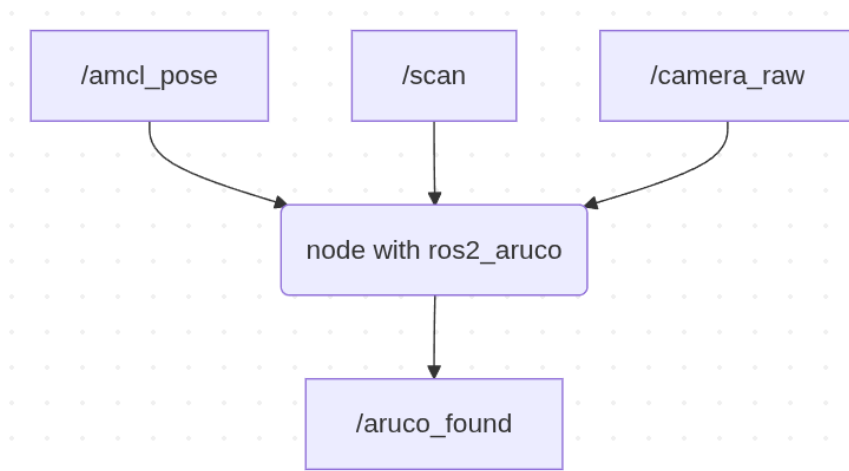 /amcl_pose
/scan
/camera_raw
node with ros2_aruco
/aruco_found